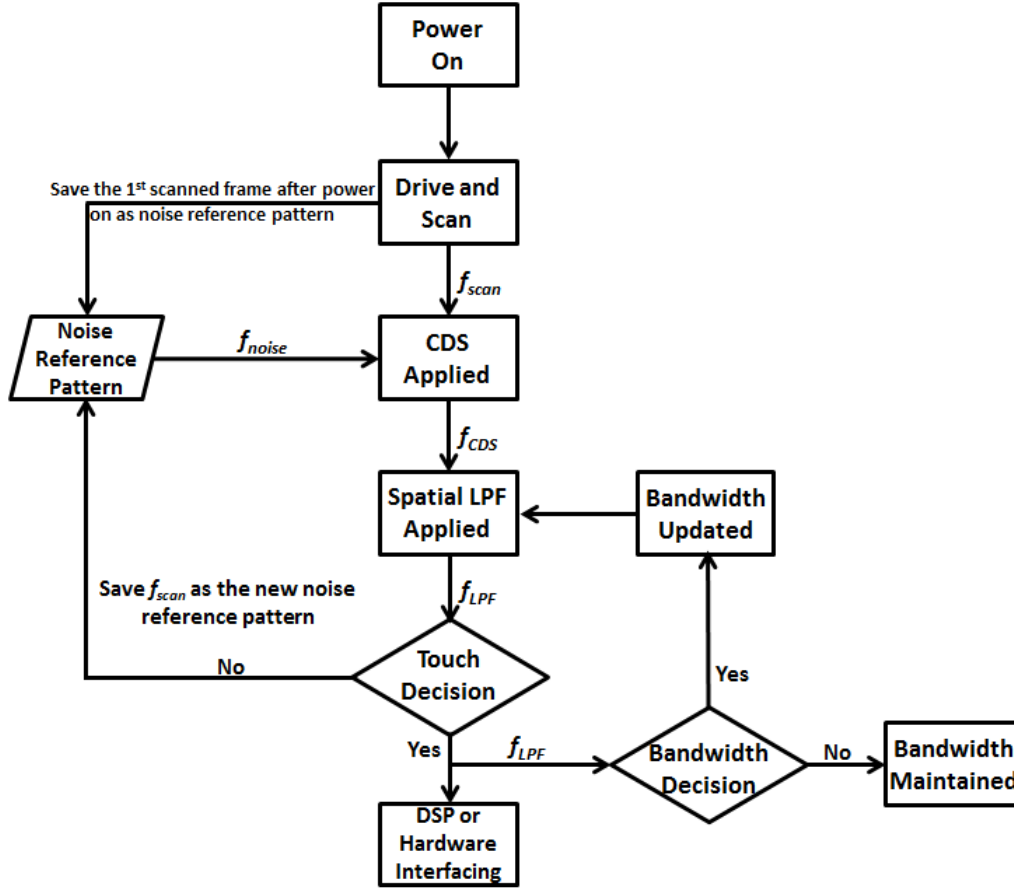 Power
On
Save the 1st scanned frame after power
on as noise reference pattern
Drive and
Scan
fscan
Noise
Reference
Pattern
fnoise
CDS
Applied
fCDS
Spatial LPF
Applied
Bandwidth
Updated
Save fscan as the new noise
reference pattern
fLPF
No
Touch
Decision
Yes
Yes
fLPF
Bandwidth
Decision
No
Bandwidth
Maintained
DSP or
Hardware
Interfacing